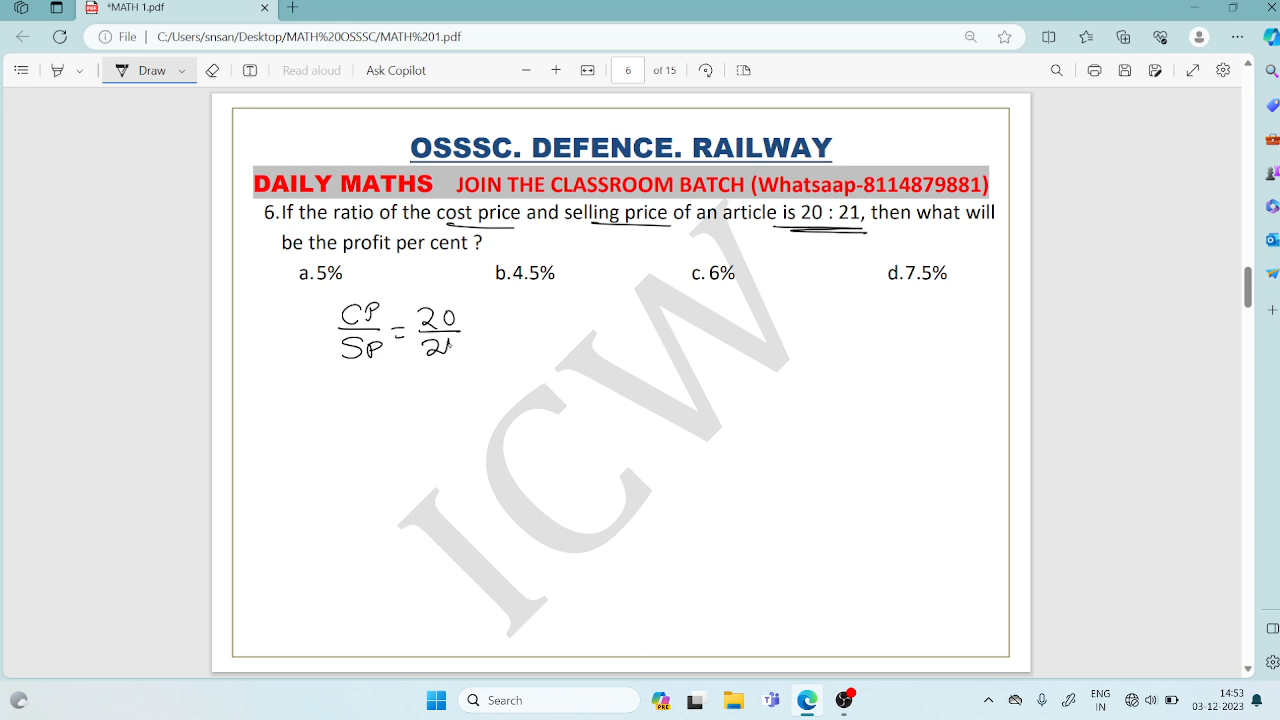 *MATH 1.pdf
File C:/Users/snsan/Desktop/MATH%20OSSSC/MATH%201.pdf
Draw Read aloud Ask Copilot 6 of 15
OSSSC. DEFENCE. RAILWAY
DAILY MATHS JOIN THE CLASSROOM BATCH (Whatsaap-8114879881)
6.If the ratio of the cost price and selling price of an article is 20 : 21, then what will
be the profit per cent ?
a.5% b.4.5% c. 6% d.7.5%
CP/SP = 20/21
ICW
Search
PRE
ENG
IN
14:53
03-12-2023